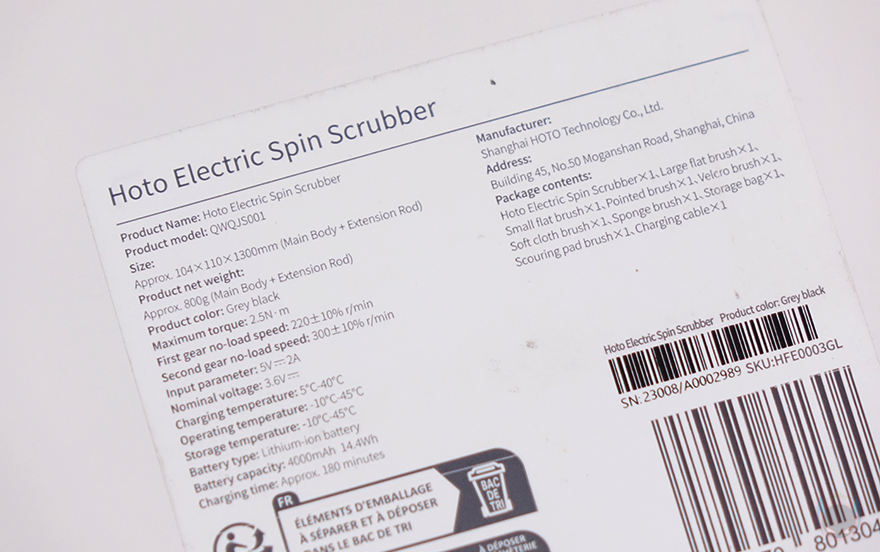 Hoto Electric Spin Scrubber
Product Name: Hoto Electric Spin Scrubber
Product model: QWQJS001
Size:
Approx. 104×110×1300mm (Main Body + Extension Rod)
Product net weight:
Approx. 800g (Main Body + Extension Rod)
Product color: Grey black
Maximum torque: 2.5N·m
First gear no-load speed: 220±10% r/min
Second gear no-load speed: 300±10% r/min
Input parameter: 5V⎓2A
Nominal voltage: 3.6V⎓
Charging temperature: 5°C-40°C
Operating temperature: -10°C-45°C
Storage temperature: -10°C-45°C
Battery type: Lithium-ion battery
Battery capacity: 4000mAh 14.4Wh
Charging time: Approx. 180 minutes
Manufacturer:
Shanghai HOTO Technology Co., Ltd.
Address:
Building 45, No.50 Moganshan Road, Shanghai, China
Package contents:
Hoto Electric Spin Scrubber×1、Large flat brush×1、
Small flat brush×1、Pointed brush×1、Velcro brush×1、
Soft cloth brush×1、Sponge brush×1、Storage bag×1、
Scouring pad brush×1、Charging cable×1
Hoto Electric Spin Scrubber Product color: Grey black
SN: 23008/A0002989 SKU:HFE0003GL
801304
FR
ÉLÉMENTS D'EMBALLAGE
À SÉPARER ET À DÉPOSER
DANS LE BAC DE TRI
BAC
DE
TRI
À DÉPOSER